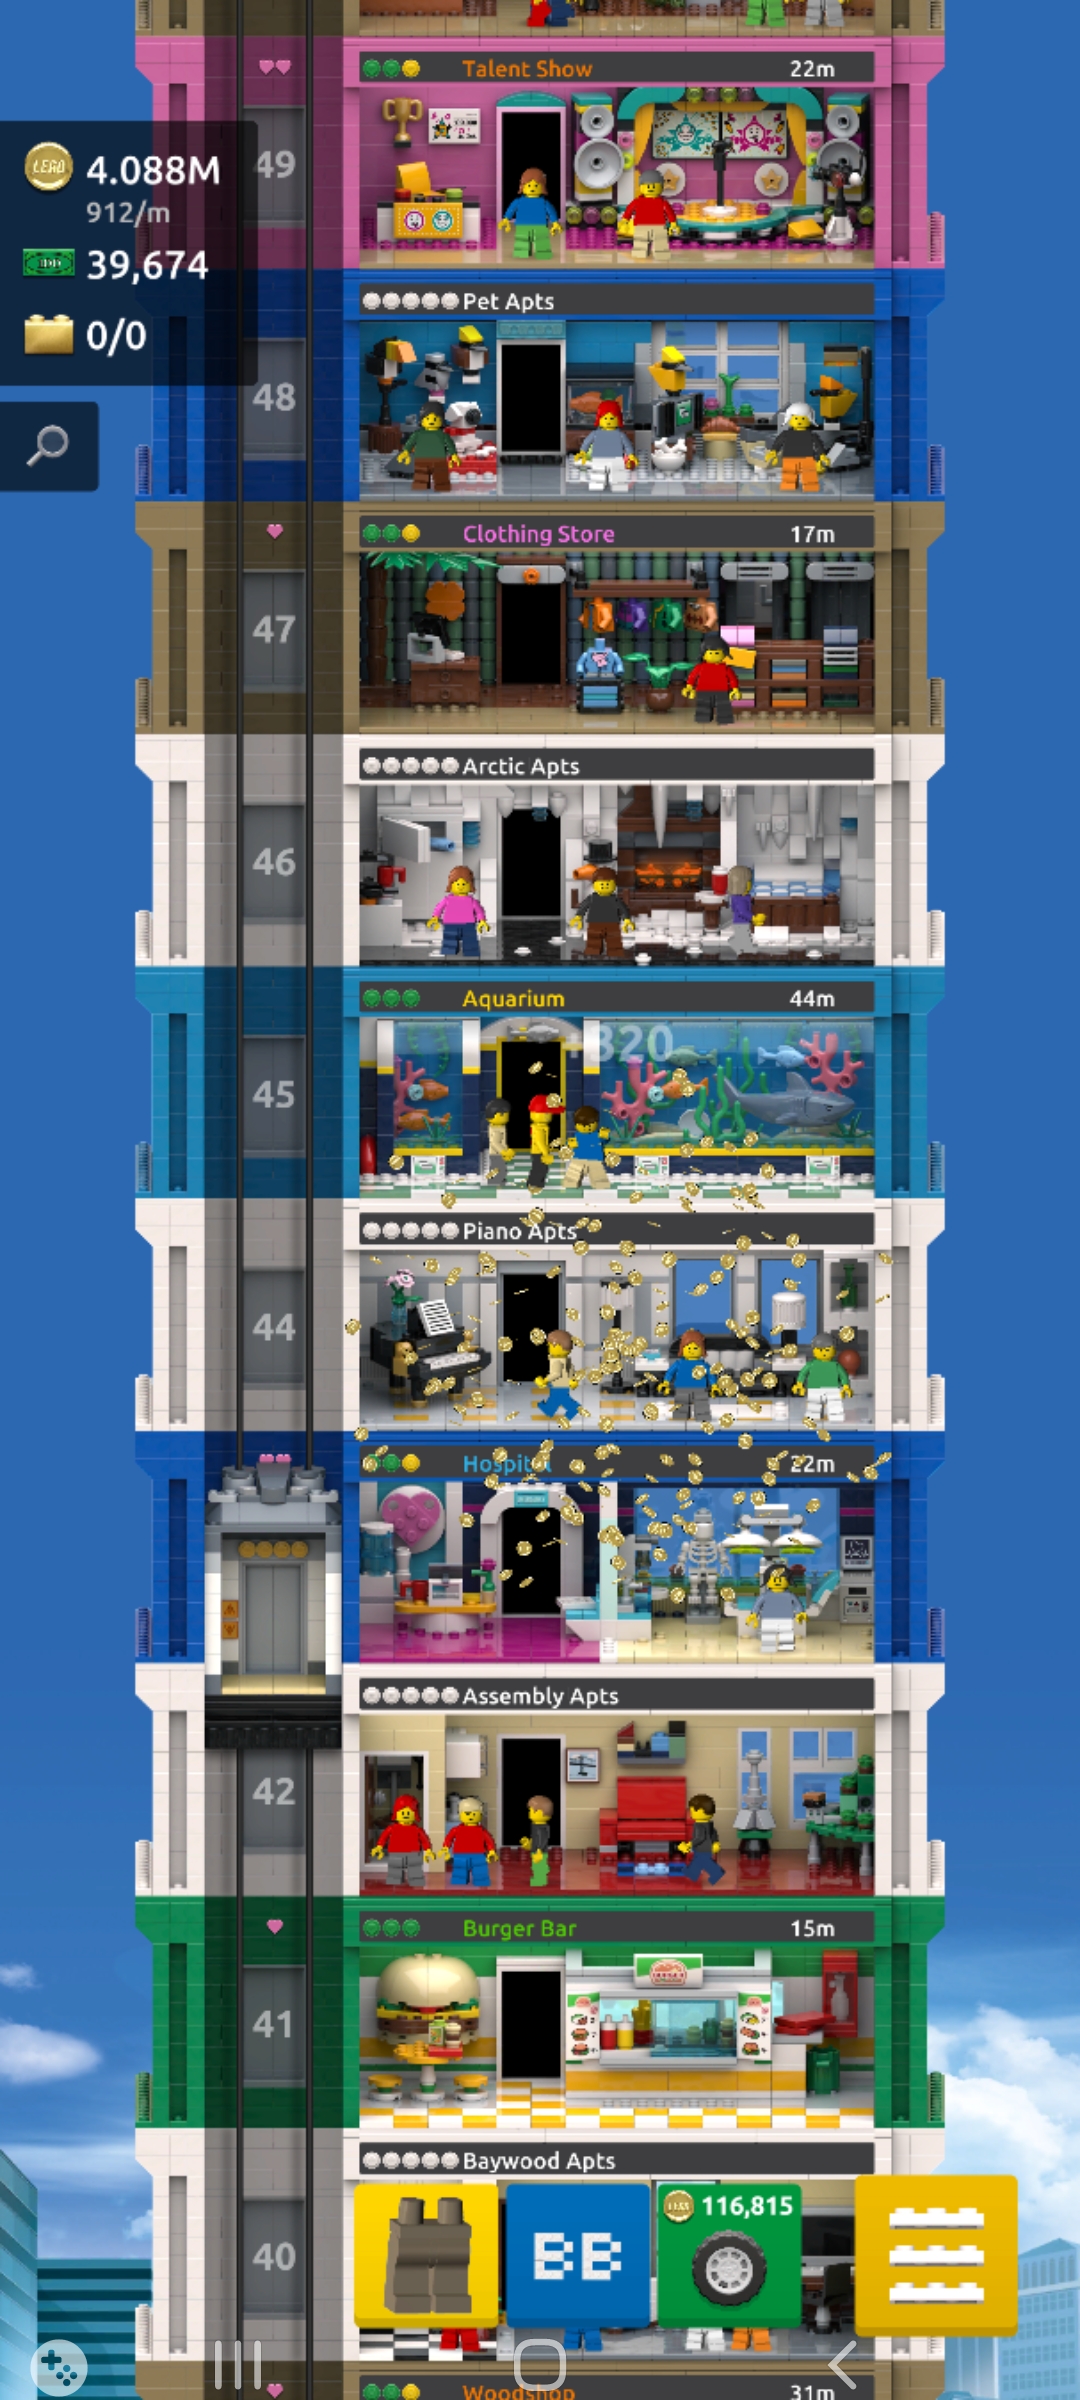 Talent Show 22m
49
LEGO 4.088M
912/m
39,674
0/0
Pet Apts
48
Clothing Store 17m
47
Arctic Apts
46
Aquarium 44m
+320
45
Piano Apts
44
Hospital 22m
Assembly Apts
42
Burger Bar 15m
41
Baywood Apts
40
BB
116,815
Woodshop 31m